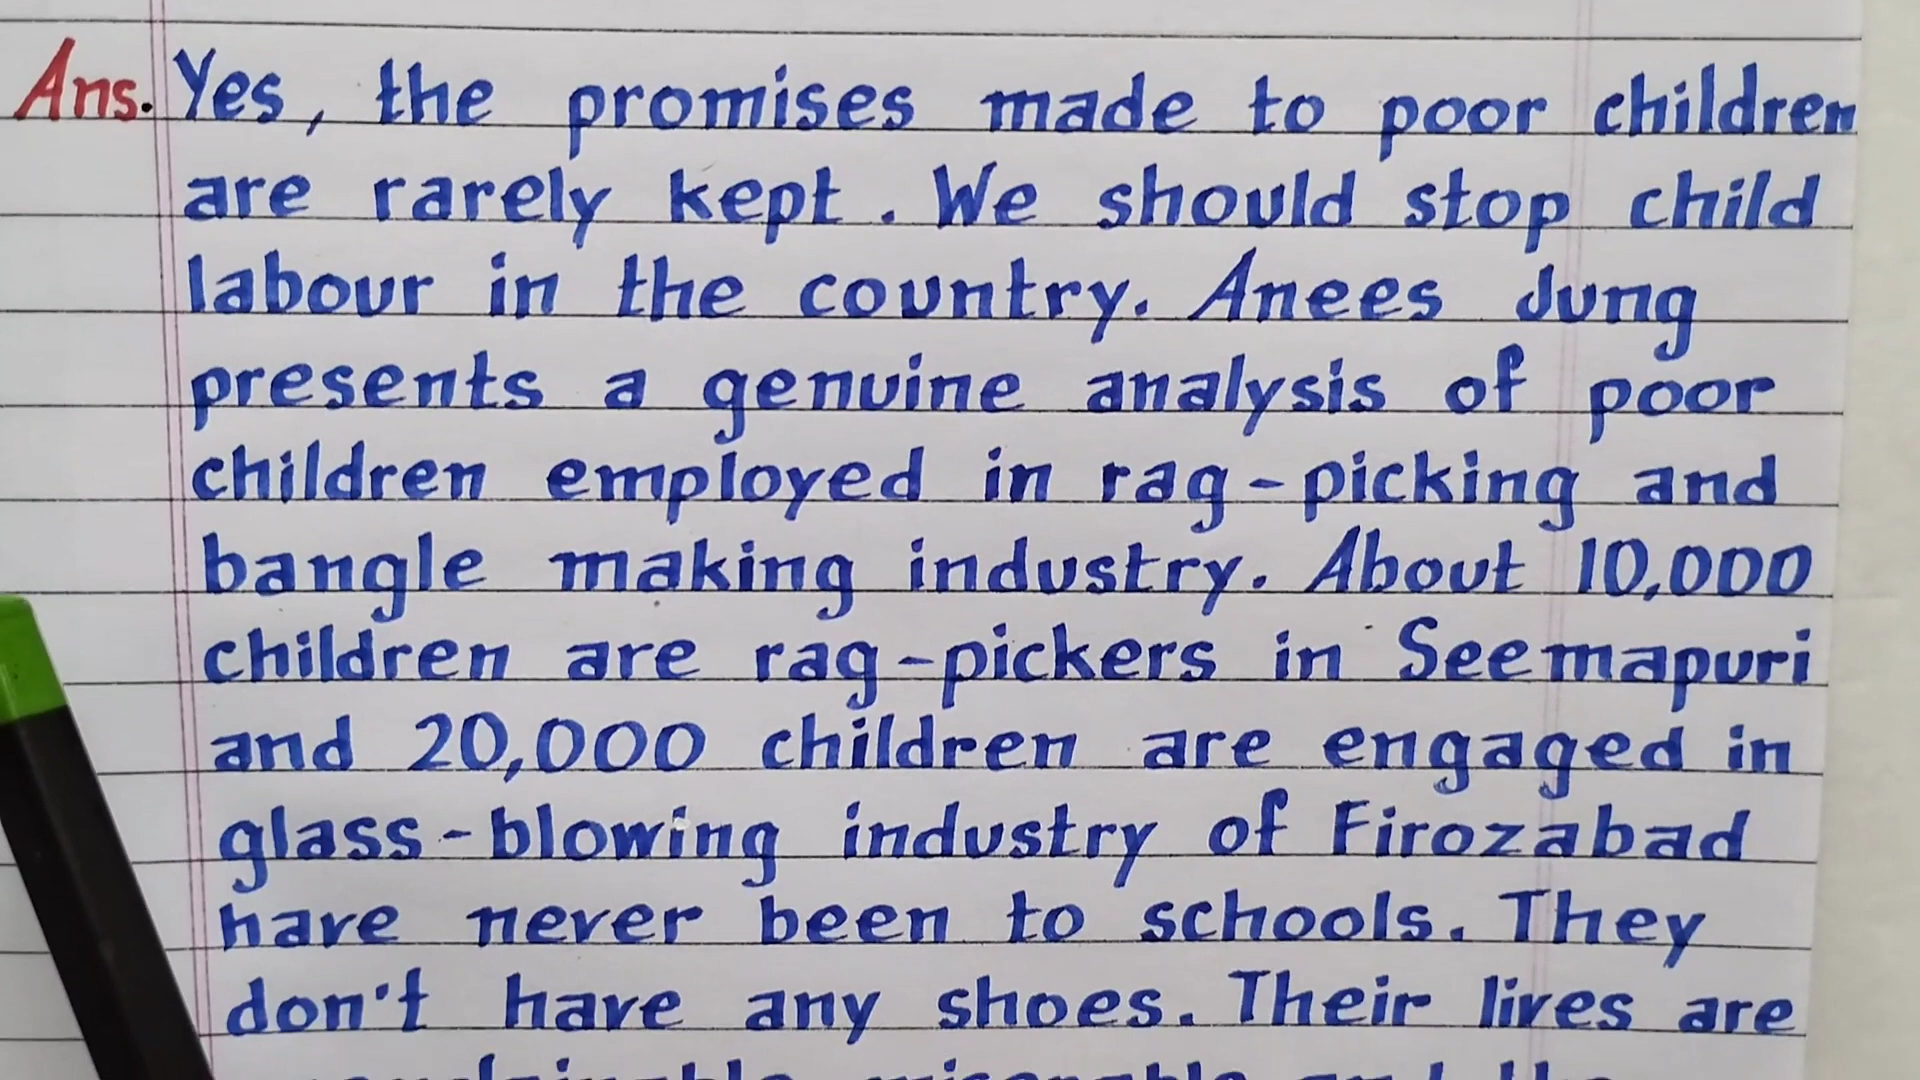 Ans. Yes, the promises made to poor children
are rarely kept. We should stop child
labour in the country. Anees Jung
presents a genuine analysis of poor
children employed in rag-picking and
bangle making industry. About 10,000
children are rag-pickers in Seemapuri
and 20,000 children are engaged in
glass-blowing industry of Firozabad
have never been to schools. They
don't have any shoes. Their lives are